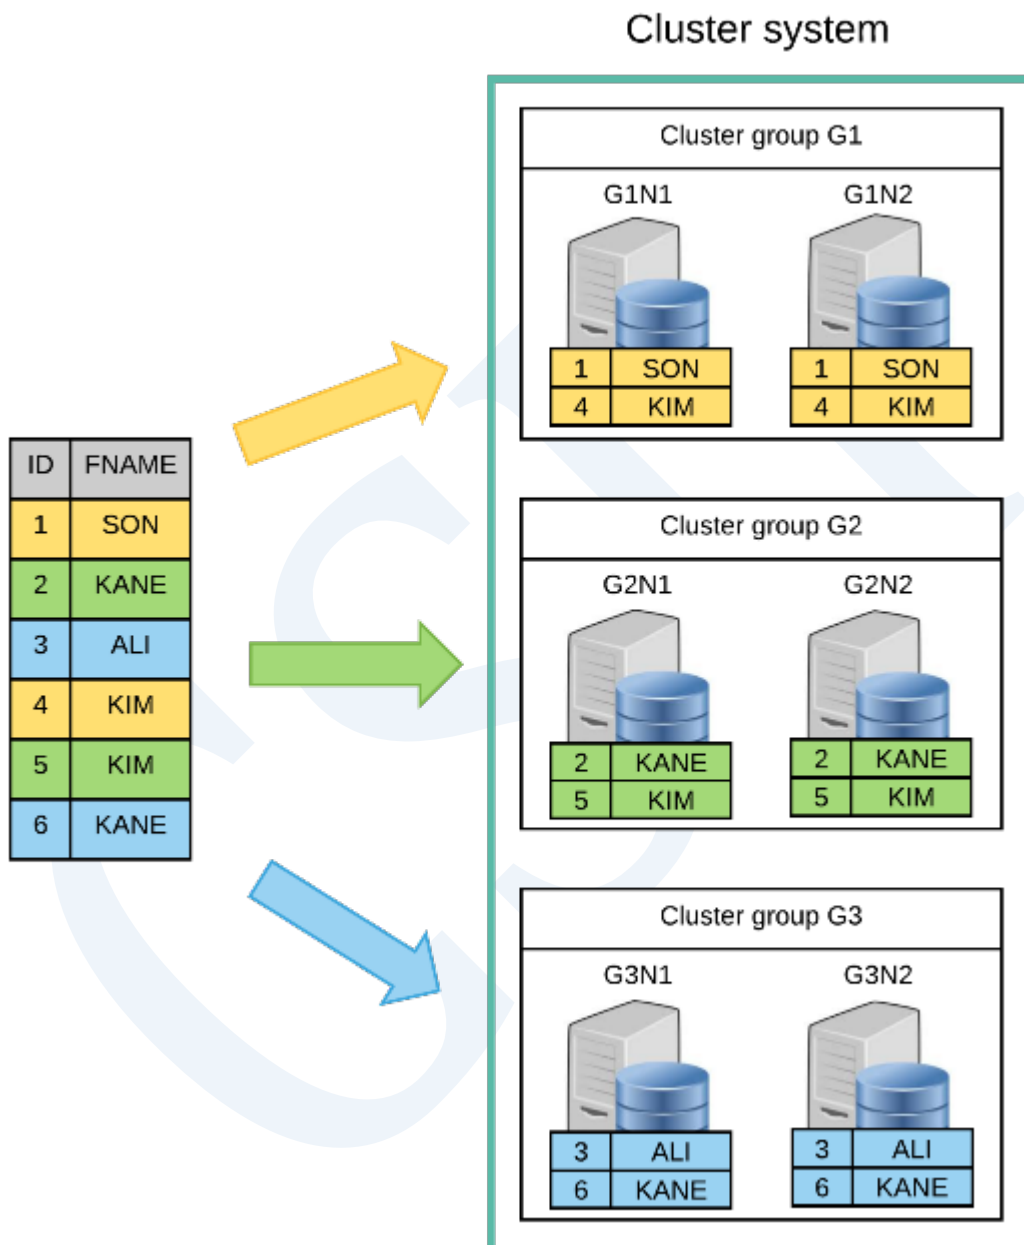 Cluster system
ID FNAME
1 SON
2 KANE
3 ALI
4 KIM
5 KIM
6 KANE
Cluster group G1
G1N1 G1N2
1 SON 1 SON
4 KIM 4 KIM
Cluster group G2
G2N1 G2N2
2 KANE 2 KANE
5 KIM 5 KIM
Cluster group G3
G3N1 G3N2
3 ALI 3 ALI
6 KANE 6 KANE